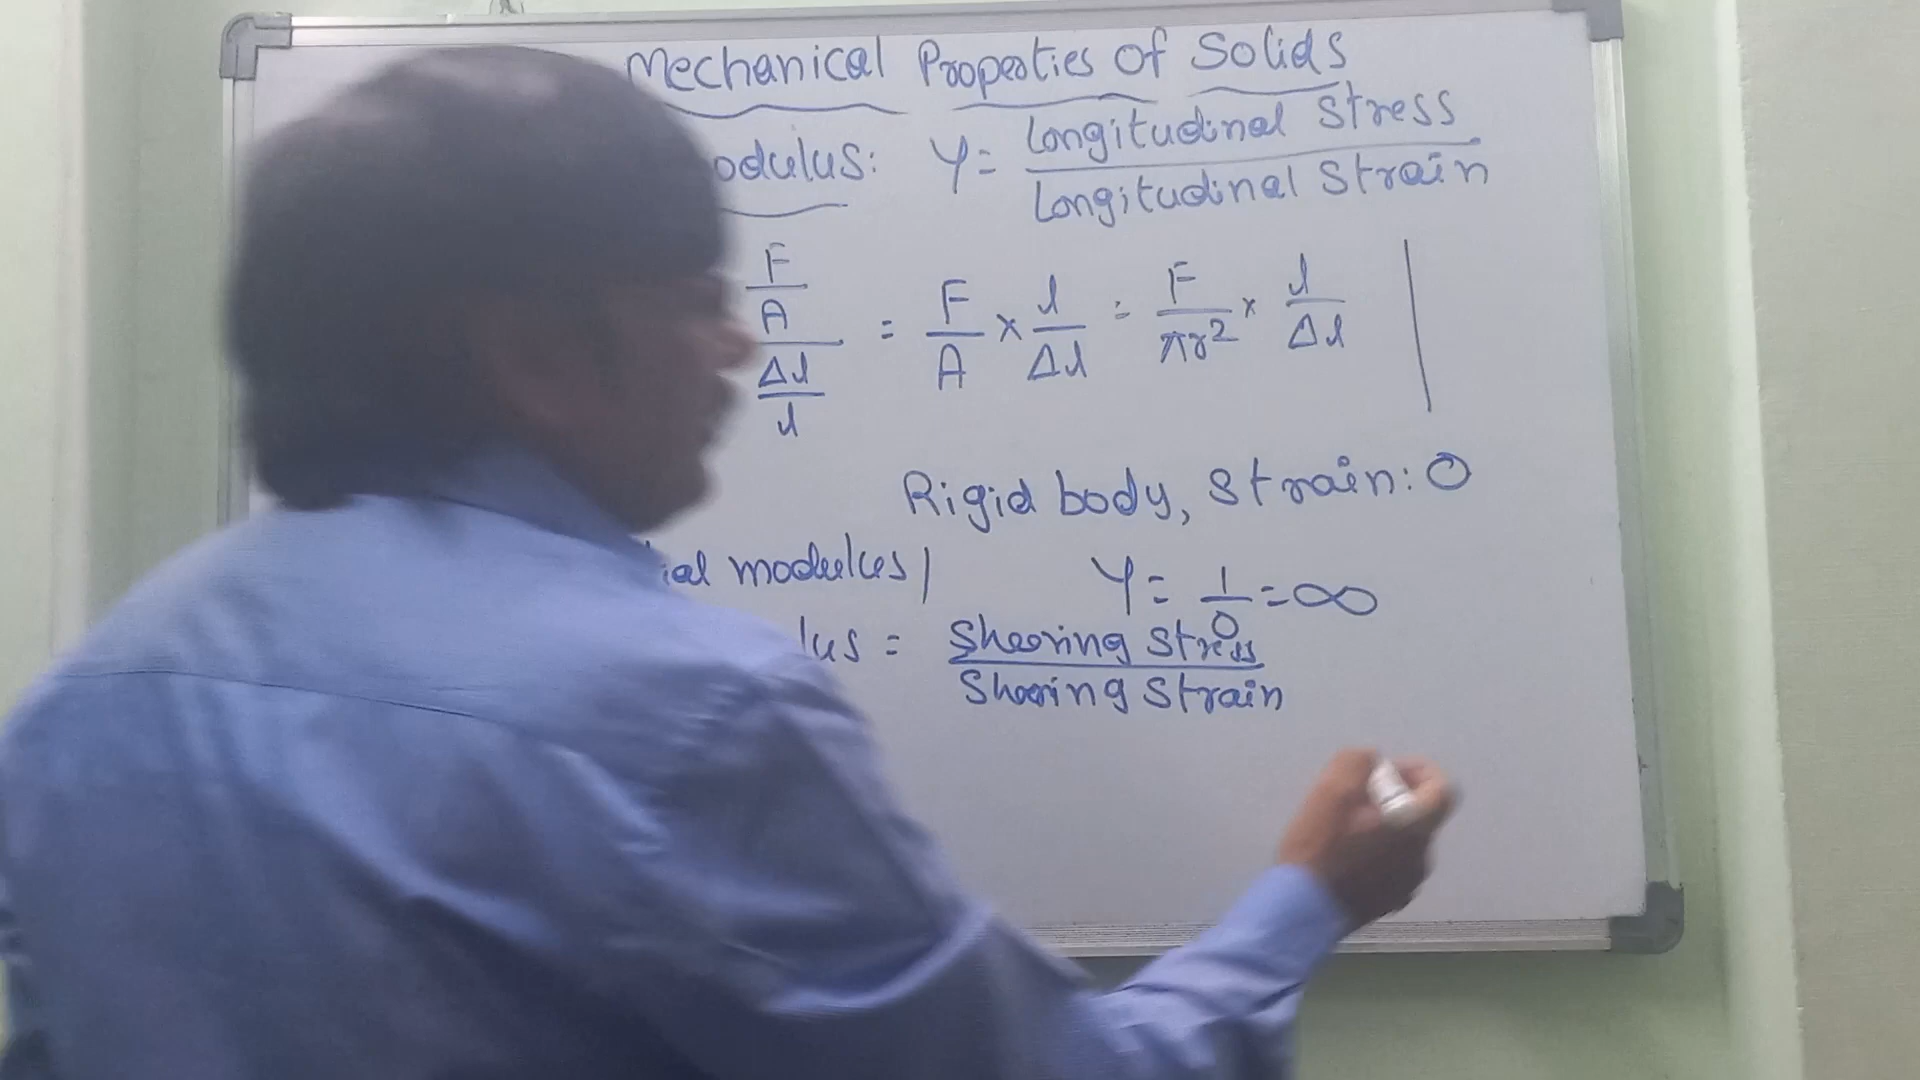 Mechanical Properties Of Solids
odulus: Y = Longitudinal Stress
Longitudinal Strain
F/A / Δl/l = F/A × l/Δl = F/πr² × l/Δl
Rigid body, Strain: 0
ial modulus/ Y = 1/0 = ∞
lus = Shearing Stress
Shearing Strain